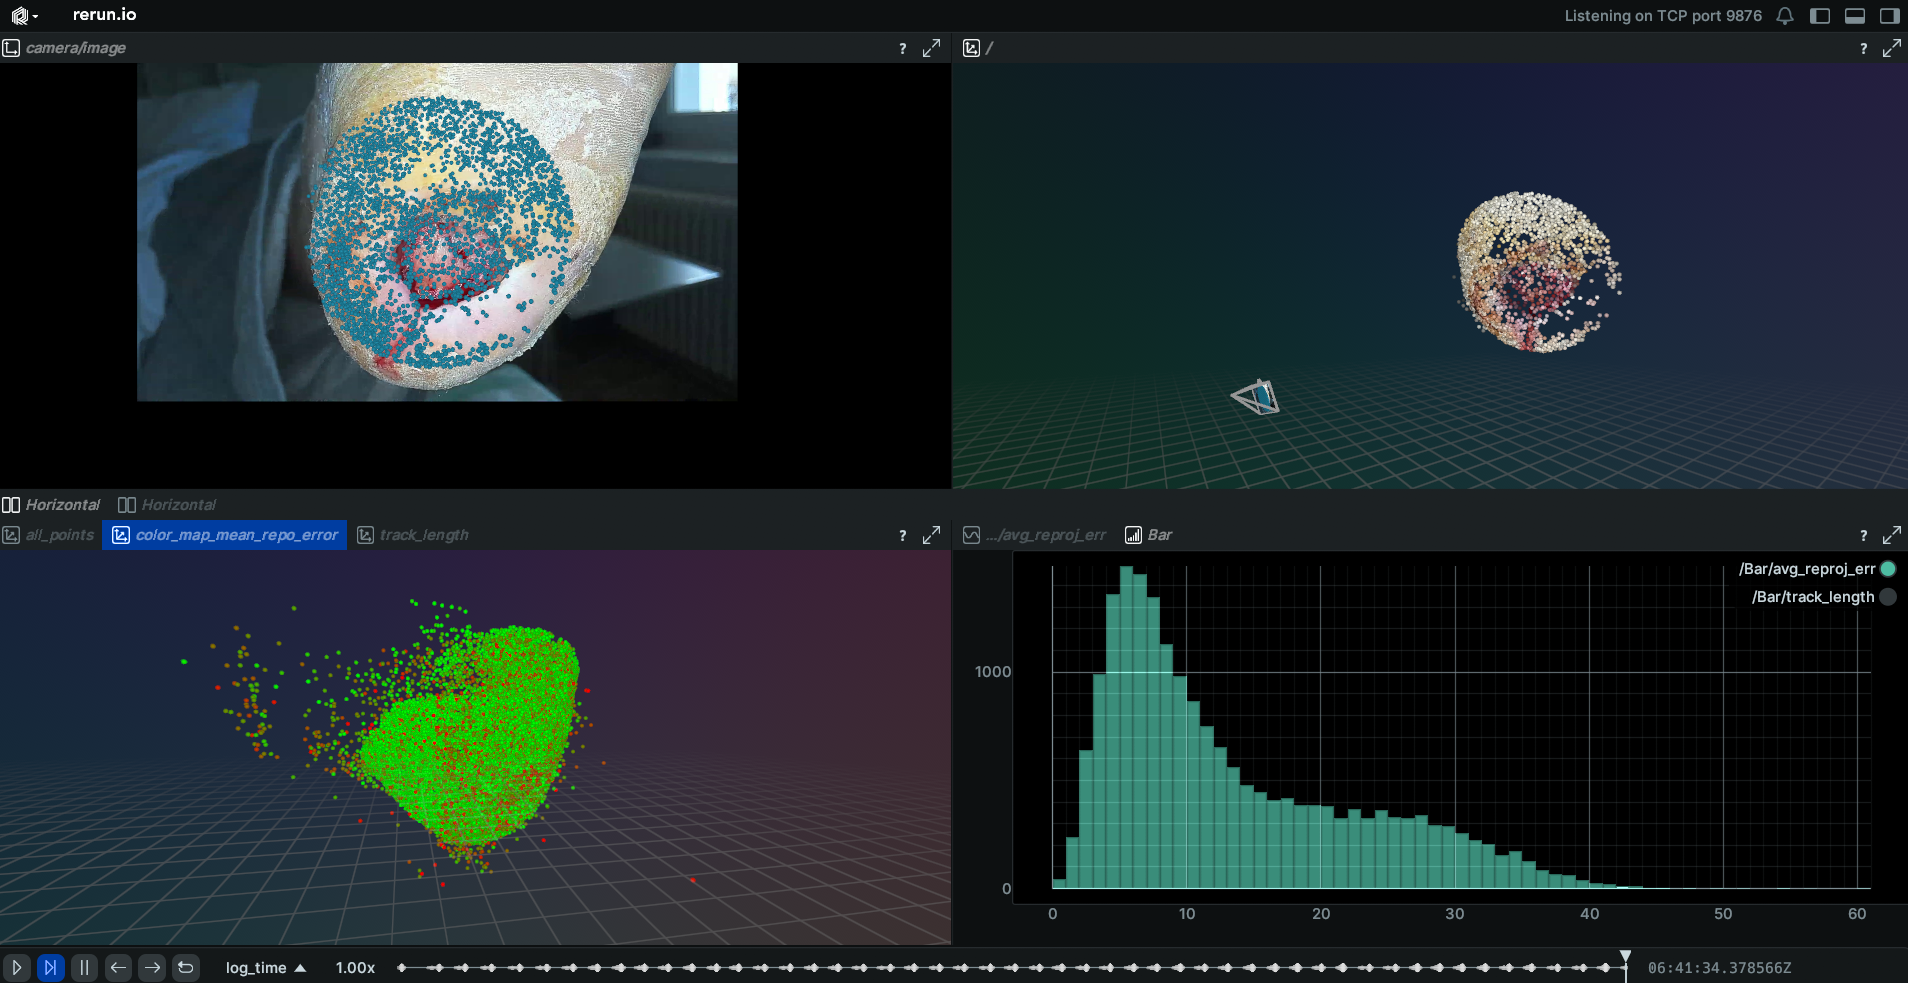 rerun.io
Listening on TCP port 9876
camera/image
?
/
?
Horizontal
Horizontal
all_points
color_map_mean_repo_error
track_length
?
.../avg_reproj_err
Bar
?
/Bar/avg_reproj_err
/Bar/track_length
1000
0
0 10 20 30 40 50 60
log_time
1.00x
06:41:34.378566Z